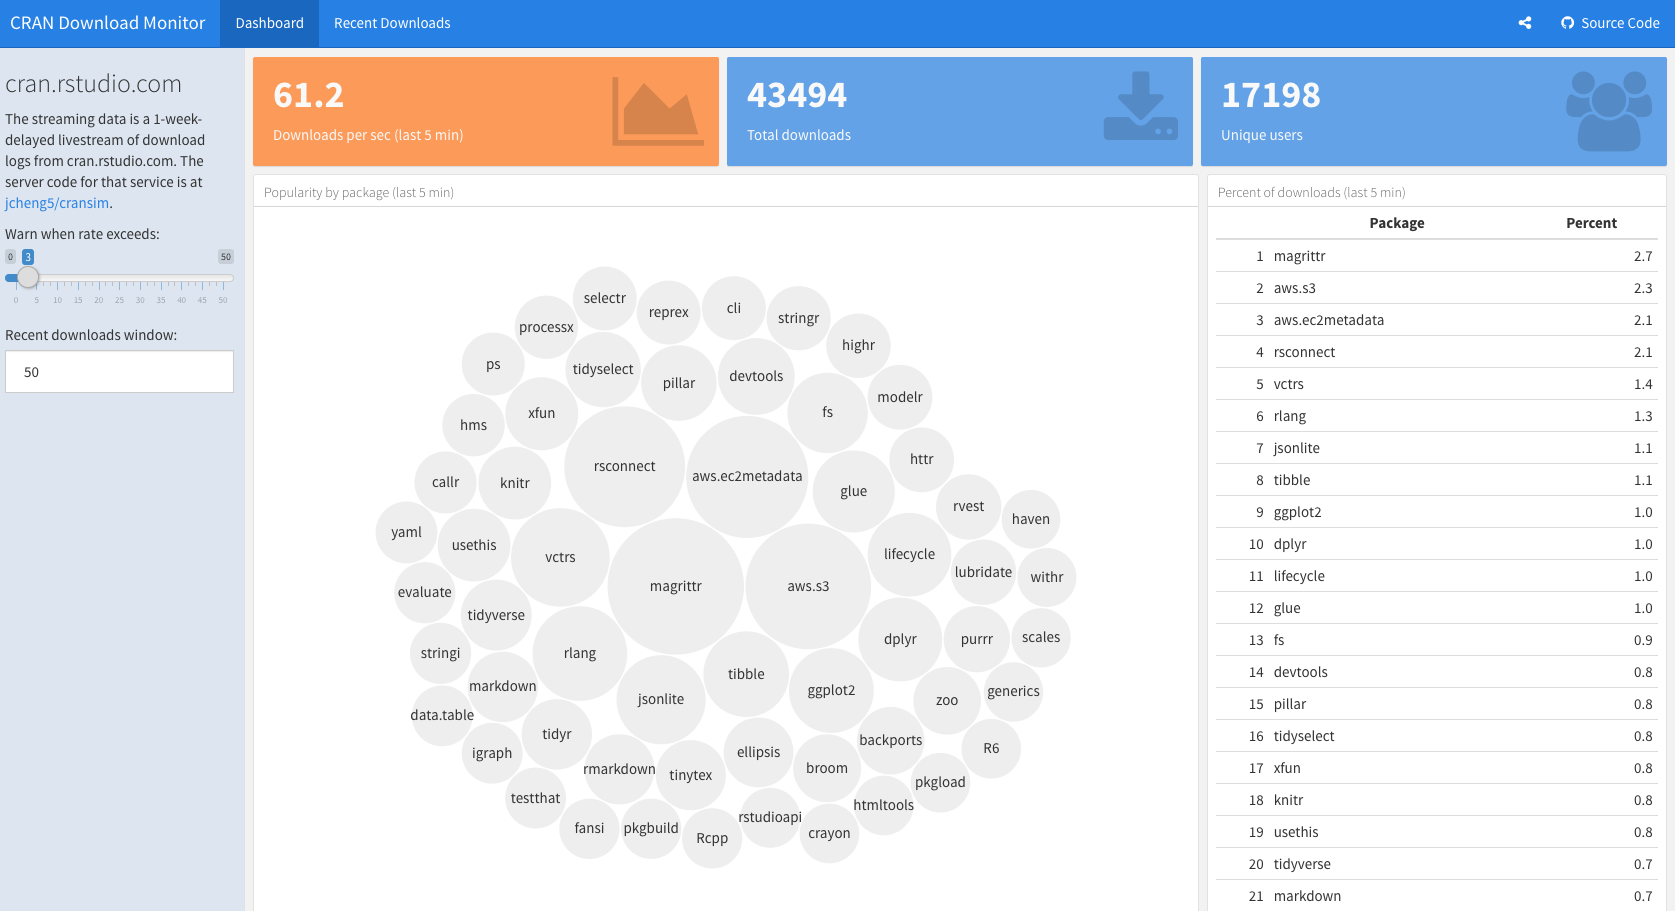 CRAN Download Monitor
Dashboard
Recent Downloads
Source Code
cran.rstudio.com
The streaming data is a 1-week-
delayed livestream of download
logs from cran.rstudio.com. The
server code for that service is at
jcheng5/cransim.
Warn when rate exceeds:
0 3 50
0 5 10 15 20 25 30 35 40 45 50
Recent downloads window:
50
61.2
Downloads per sec (last 5 min)
43494
Total downloads
17198
Unique users
Popularity by package (last 5 min)
selectr
reprex
cli
stringr
processx
highr
ps
tidyselect
pillar
devtools
modelr
xfun
fs
hms
rsconnect
aws.ec2metadata
httr
callr
knitr
glue
rvest
haven
yaml
usethis
vctrs
lifecycle
lubridate
withr
evaluate
magrittr
aws.s3
tidyverse
stringi
rlang
dplyr
purrr
scales
markdown
jsonlite
tibble
ggplot2
zoo
generics
data.table
igraph
tidyr
ellipsis
backports
R6
rmarkdown
tinytex
broom
pkgload
testthat
fansi
pkgbuild
Rcpp
rstudioapi
crayon
htmltools
Percent of downloads (last 5 min)
Package Percent
1 magrittr 2.7
2 aws.s3 2.3
3 aws.ec2metadata 2.1
4 rsconnect 2.1
5 vctrs 1.4
6 rlang 1.3
7 jsonlite 1.1
8 tibble 1.1
9 ggplot2 1.0
10 dplyr 1.0
11 lifecycle 1.0
12 glue 1.0
13 fs 0.9
14 devtools 0.8
15 pillar 0.8
16 tidyselect 0.8
17 xfun 0.8
18 knitr 0.8
19 usethis 0.8
20 tidyverse 0.7
21 markdown 0.7